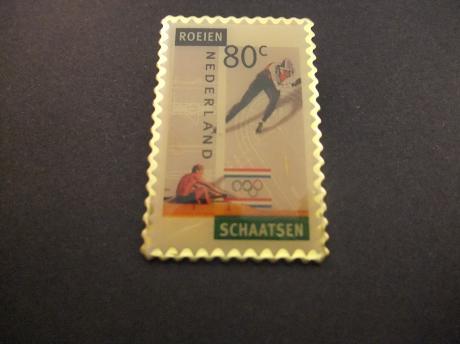 ROEIEN
80c
NEDERLAND
SCHAATSEN